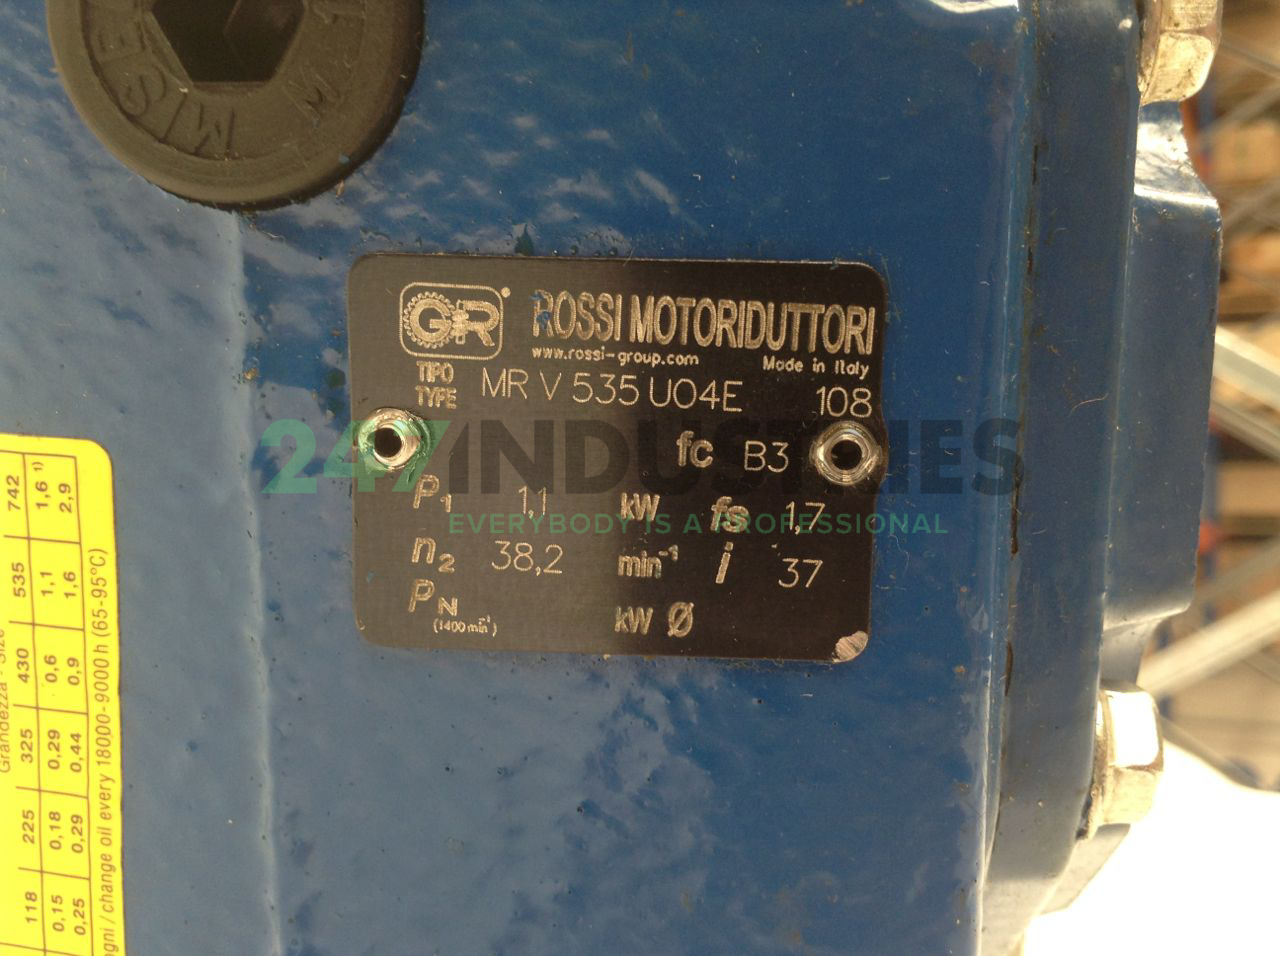 MISE M.T
GR ROSSI MOTORIDUTTORI
www.rossi-group.com Made in Italy
TIPO
TYPE MR V 535 UO4E 108
fc B3
P1 1,1 kW fs 1,7
n2 38,2 min-1 i 37
PN kW Ø
(1400 min-1)
247INDUSTRIES
EVERYBODY IS A PROFESSIONAL
Grandezza - Size
118 225 325 430 535 742
0,15 0,18 0,29 0,6 1,1 1,6 1)
0,25 0,29 0,44 0,9 1,6 2,9
ogni / change oil every 18000-9000 h (65-95°C)